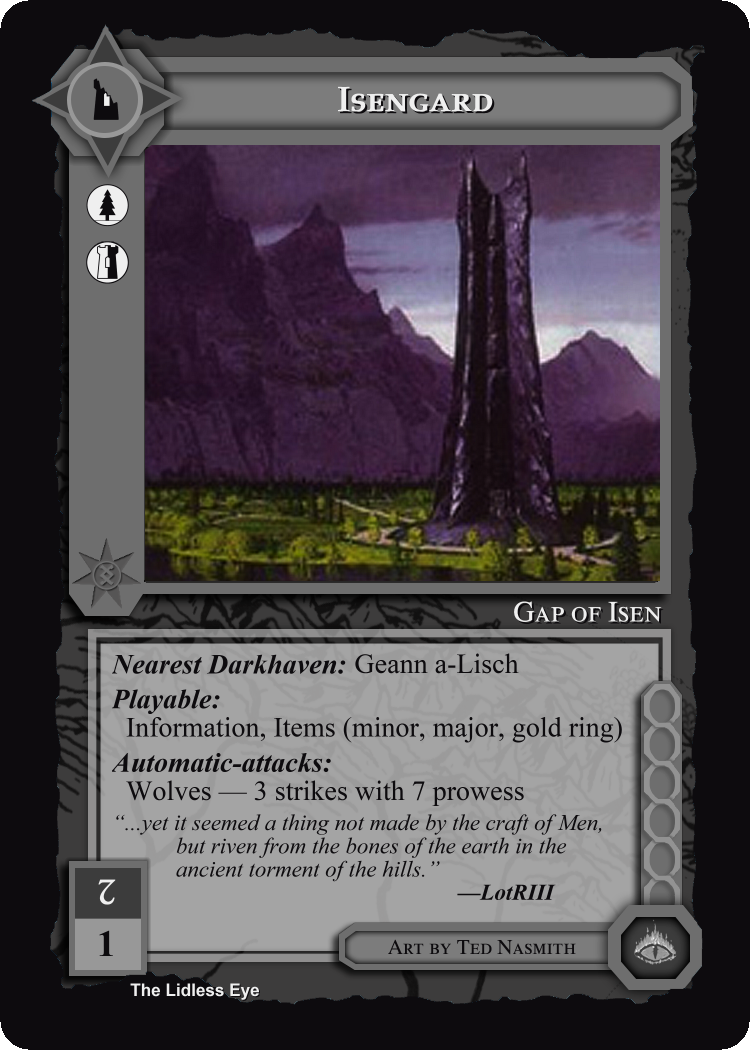 Isengard
Gap of Isen
Nearest Darkhaven: Geann a-Lisch
Playable:
Information, Items (minor, major, gold ring)
Automatic-attacks:
Wolves — 3 strikes with 7 prowess
“...yet it seemed a thing not made by the craft of Men,
but riven from the bones of the earth in the
ancient torment of the hills.”
—LotRIII
2
1
Art by Ted Nasmith
The Lidless Eye